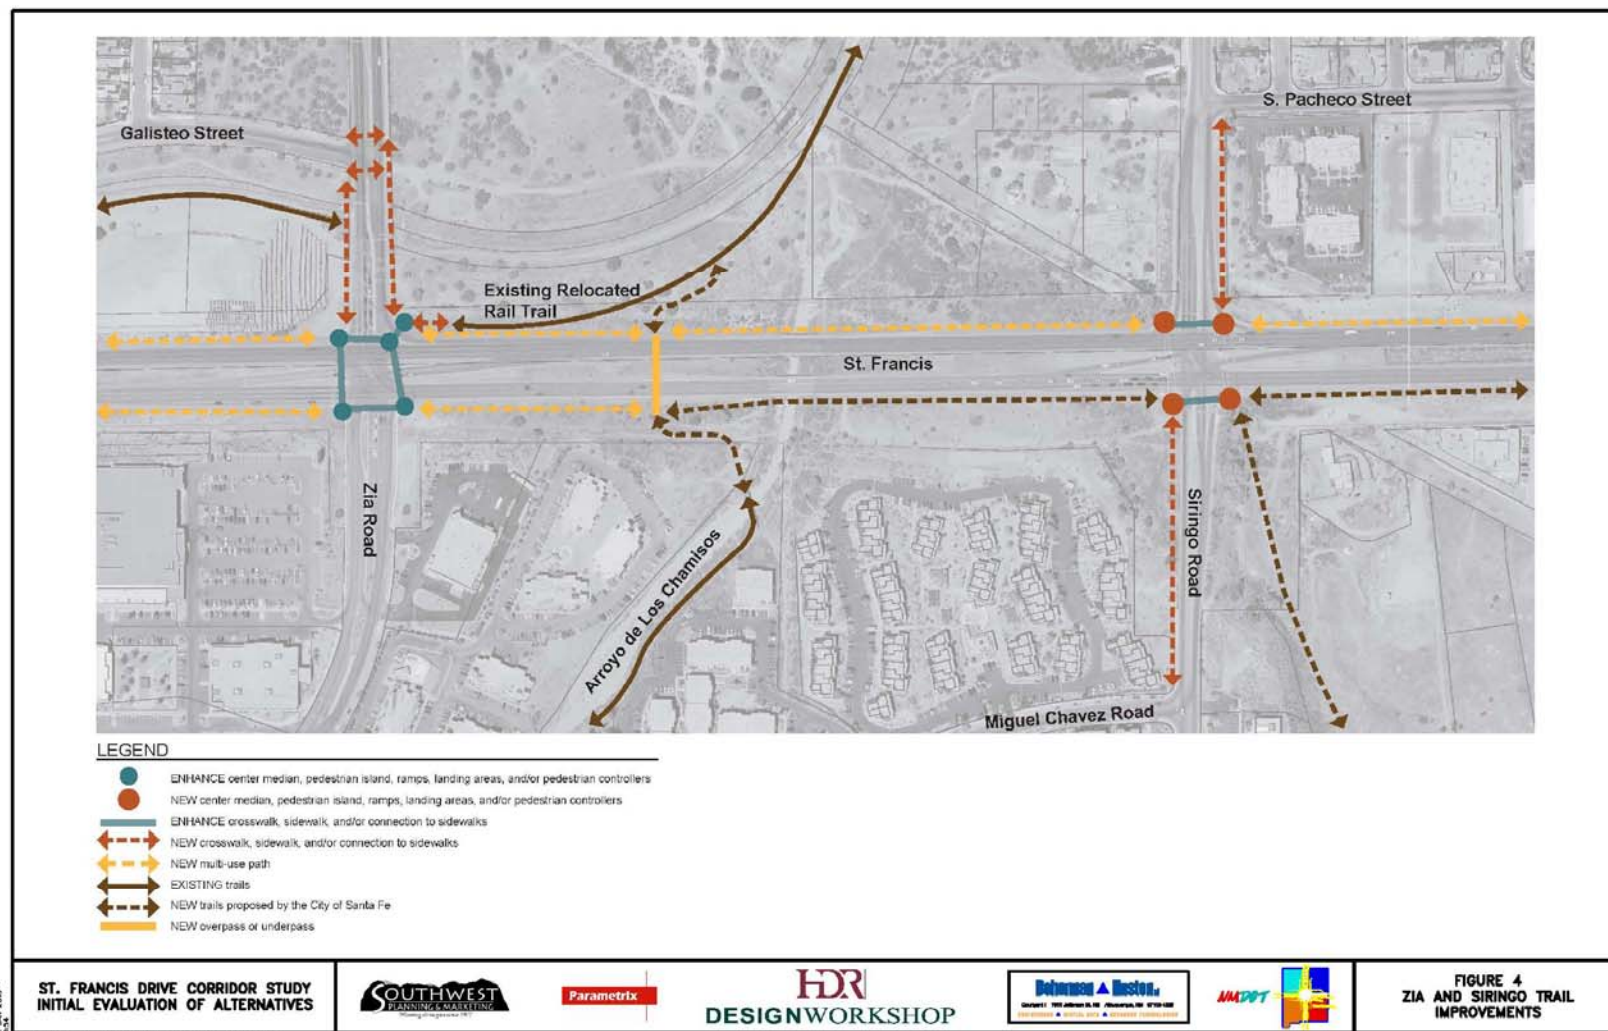 Galisteo Street
S. Pacheco Street
Existing Relocated
Rail Trail
St. Francis
Zia Road
Arroyo de Los Chamisos
Siringo Road
Miguel Chavez Road
LEGEND
ENHANCE center median, pedestrian island, ramps, landing areas, and/or pedestrian controllers
NEW center median, pedestrian island, ramps, landing areas, and/or pedestrian controllers
ENHANCE crosswalk, sidewalk, and/or connection to sidewalks
NEW crosswalk, sidewalk, and/or connection to sidewalks
NEW multi-use path
EXISTING trails
NEW trails proposed by the City of Santa Fe
NEW overpass or underpass
ST. FRANCIS DRIVE CORRIDOR STUDY
INITIAL EVALUATION OF ALTERNATIVES
SOUTHWEST
PLANNING & MARKETING
Parametrix
HDR
DESIGNWORKSHOP
Bohannan Huston
NMDOT
FIGURE 4
ZIA AND SIRINGO TRAIL
IMPROVEMENTS